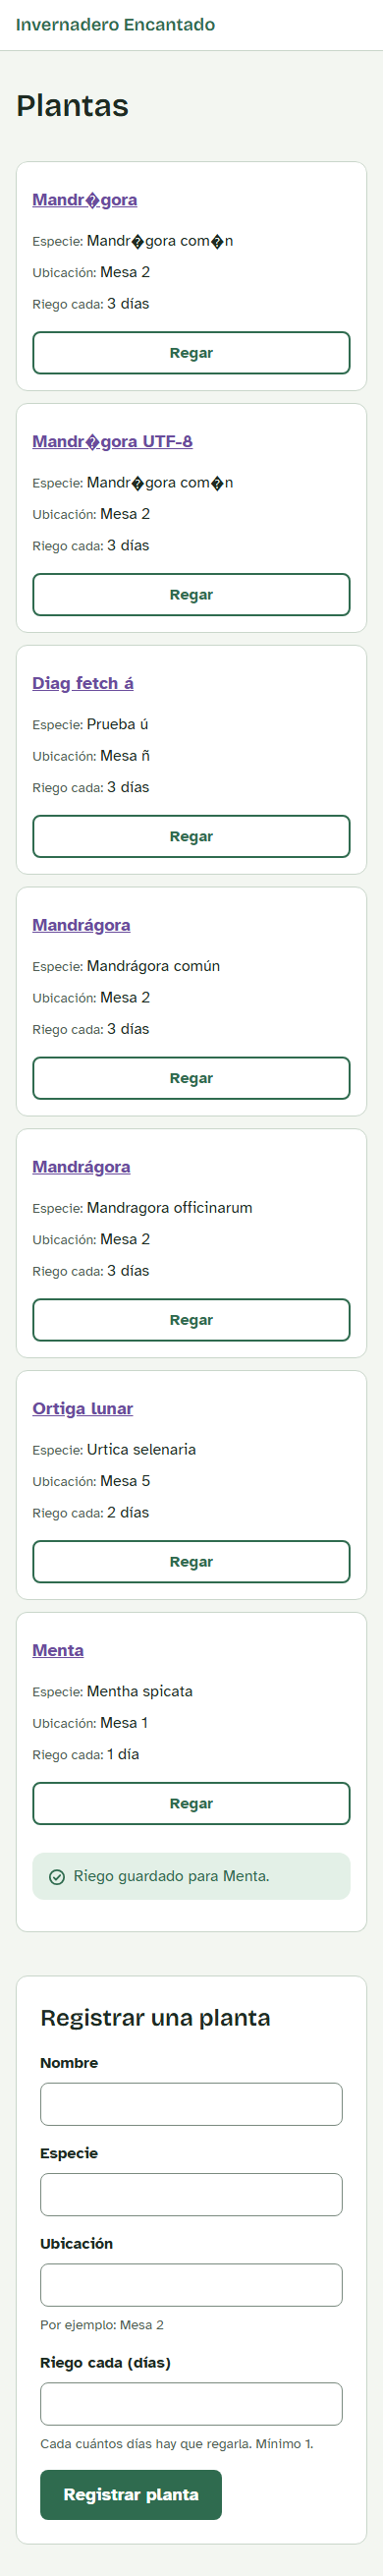 Invernadero Encantado
Plantas
Mandr�gora
Especie: Mandr�gora com�n
Ubicación: Mesa 2
Riego cada: 3 días
Regar
Mandr�gora UTF-8
Especie: Mandr�gora com�n
Ubicación: Mesa 2
Riego cada: 3 días
Regar
Diag fetch á
Especie: Prueba ú
Ubicación: Mesa ñ
Riego cada: 3 días
Regar
Mandrágora
Especie: Mandrágora común
Ubicación: Mesa 2
Riego cada: 3 días
Regar
Mandrágora
Especie: Mandragora officinarum
Ubicación: Mesa 2
Riego cada: 3 días
Regar
Ortiga lunar
Especie: Urtica selenaria
Ubicación: Mesa 5
Riego cada: 2 días
Regar
Menta
Especie: Mentha spicata
Ubicación: Mesa 1
Riego cada: 1 día
Regar
Riego guardado para Menta.
Registrar una planta
Nombre
Especie
Ubicación
Por ejemplo: Mesa 2
Riego cada (días)
Cada cuántos días hay que regarla. Mínimo 1.
Registrar planta